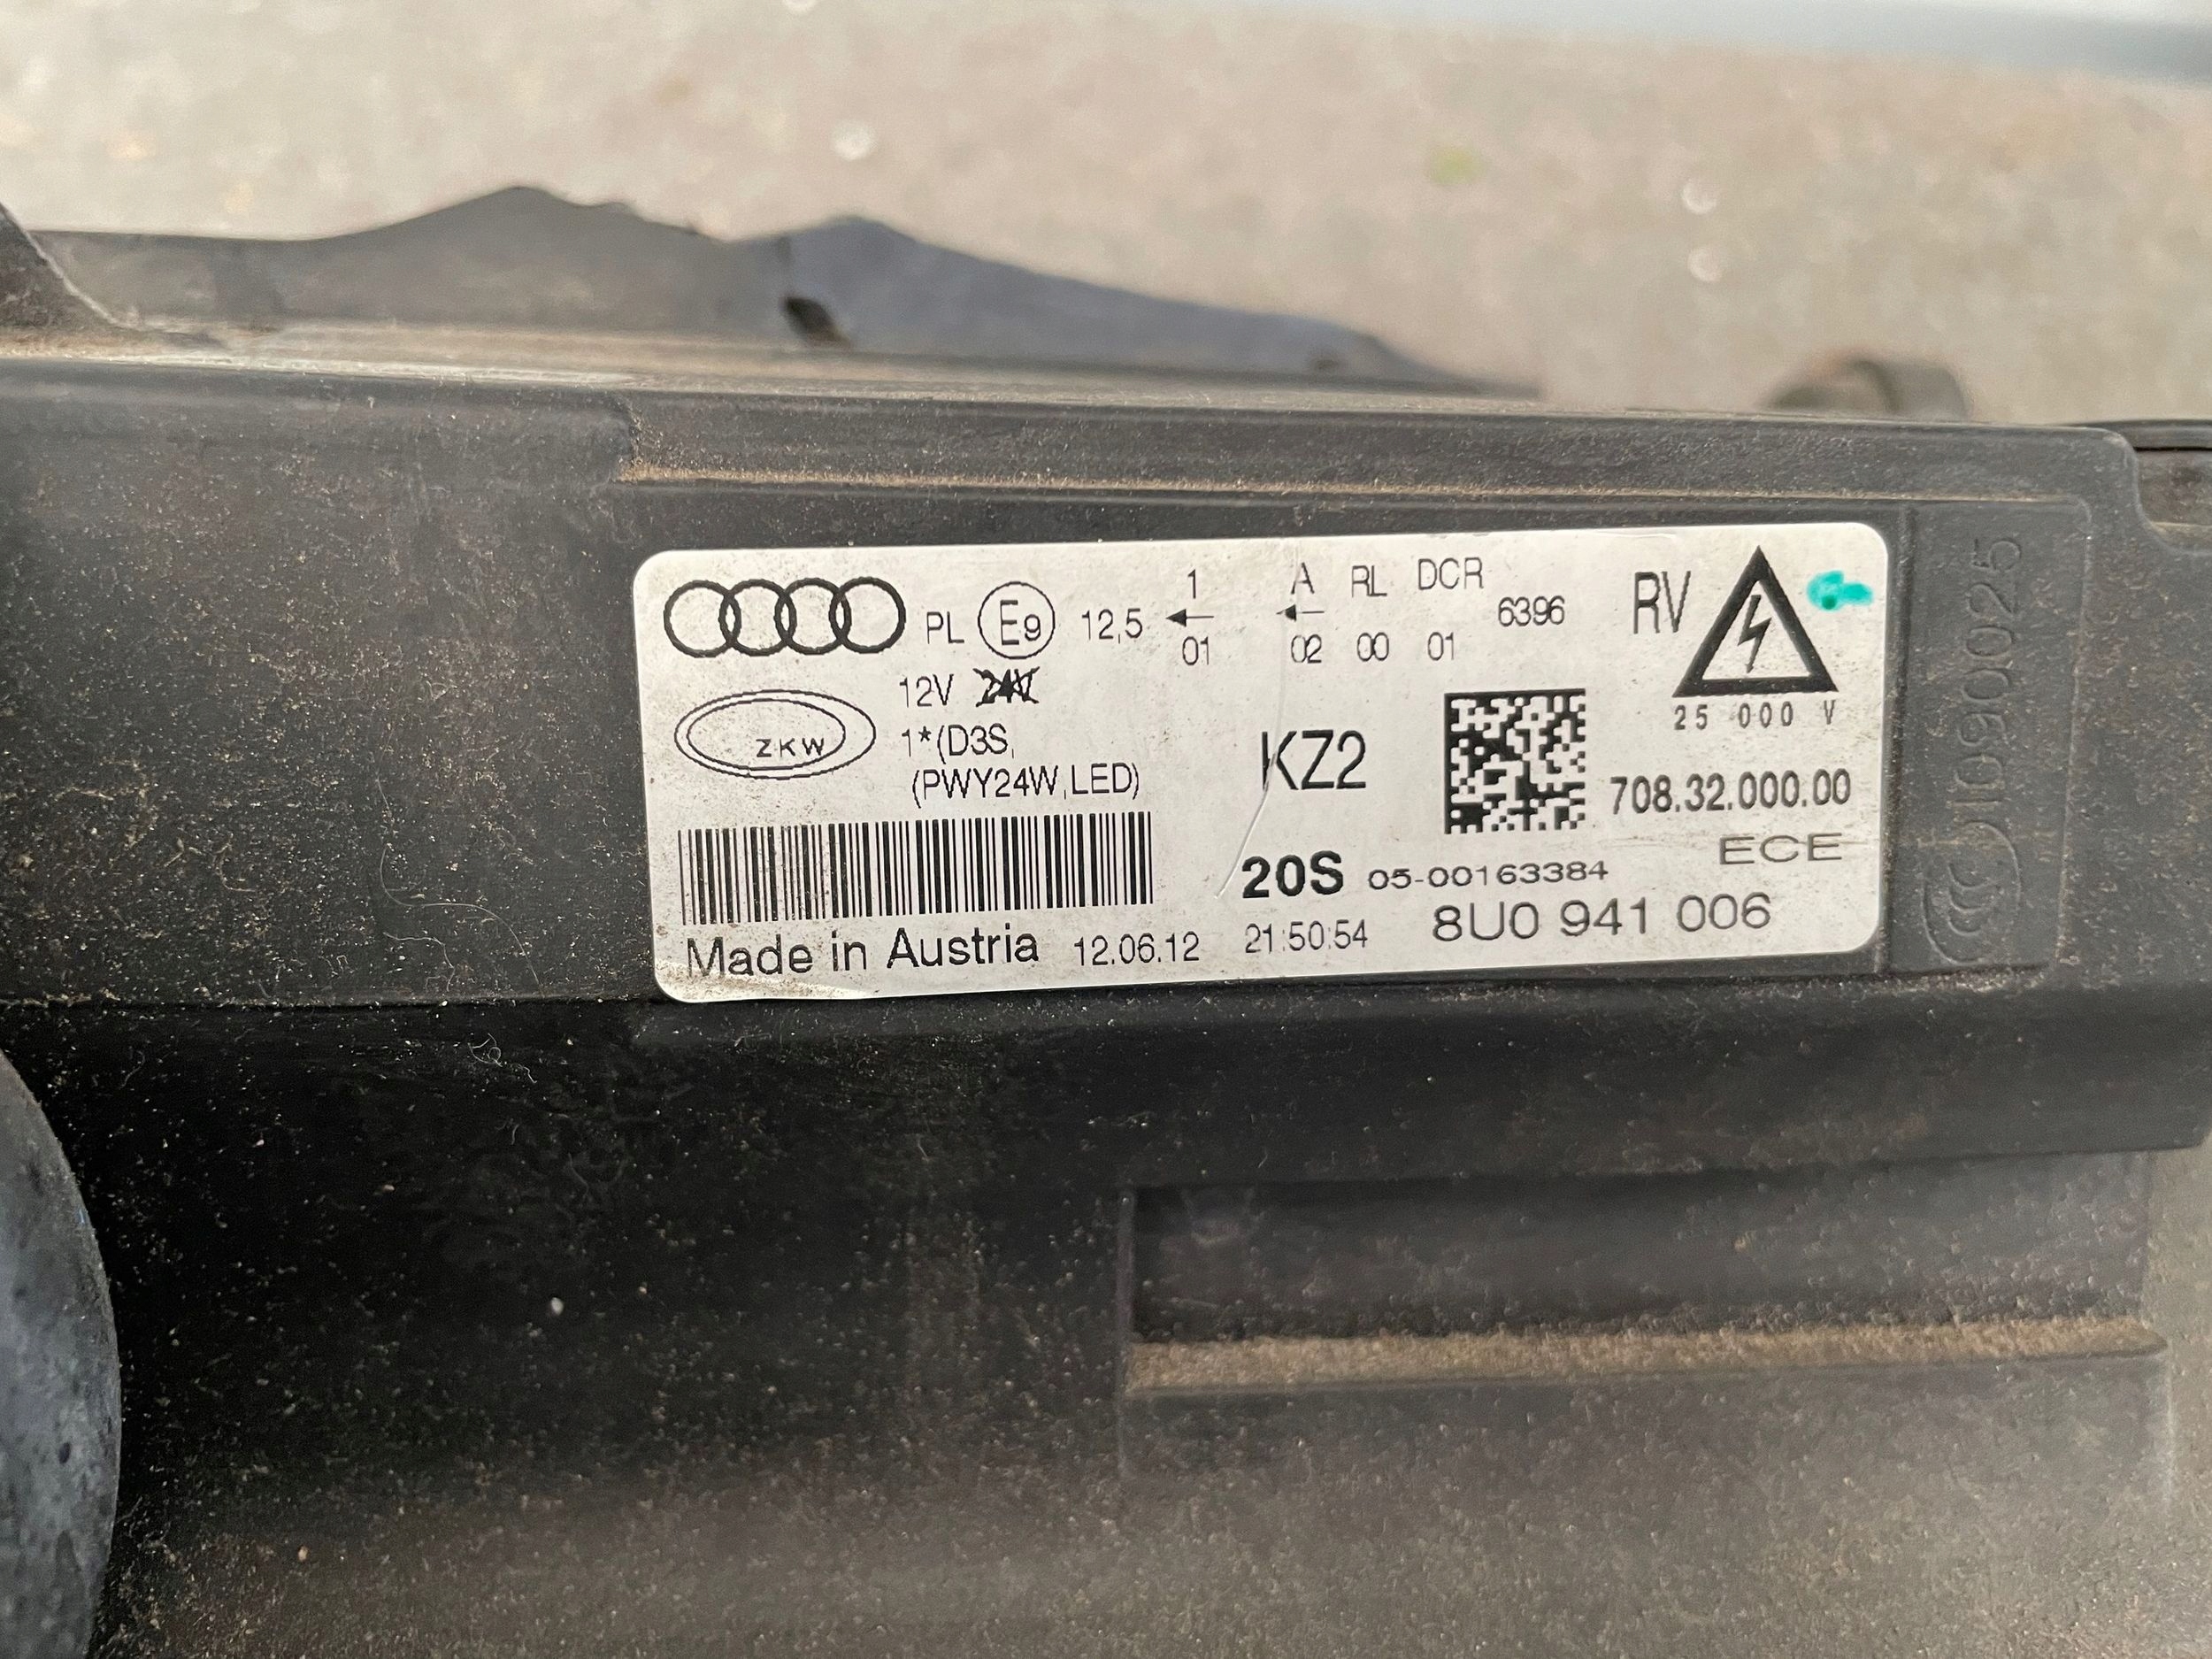 1 A RL DCR
PL E9 12,5 ← ← 6396 RV
01 02 00 01
12V 24V
ZKW 1*(D3S,
(PWY24W,LED)
KZ2
25 000 V
708.32.000.00
ECE
20S 05-00163384
8U0 941 006
Made in Austria 12.06.12 21:50:54
CCC 1090025